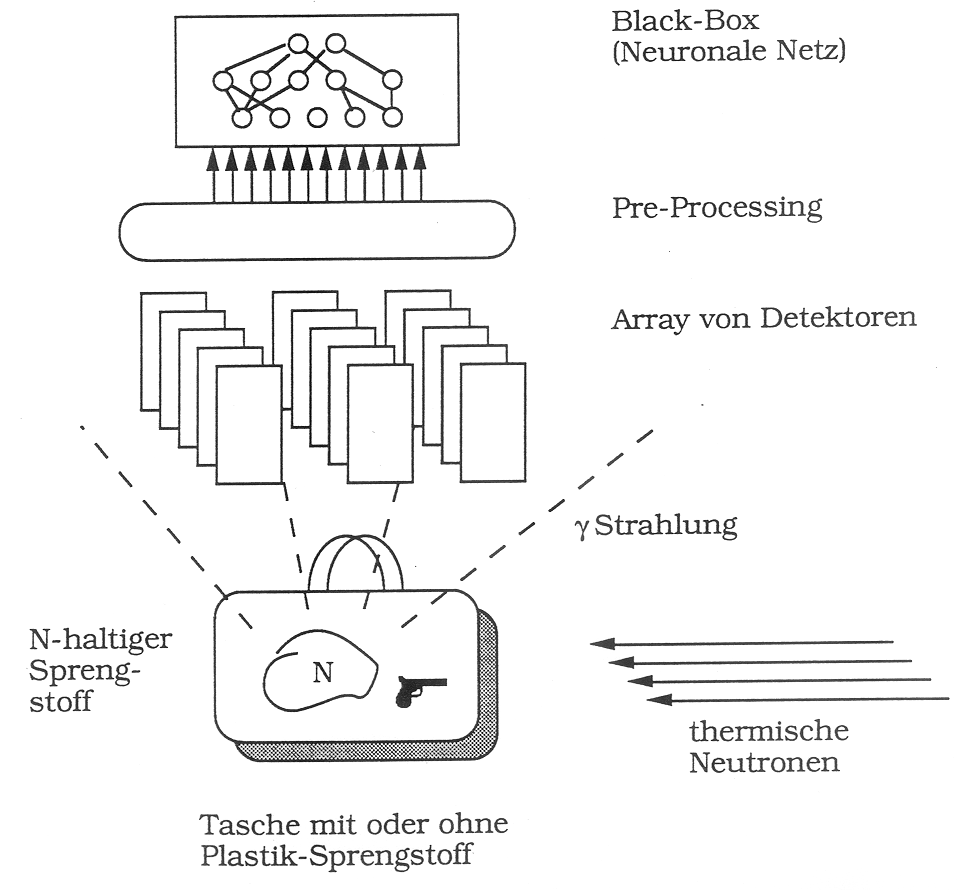 Black-Box
(Neuronale Netz)
Pre-Processing
Array von Detektoren
γ Strahlung
N-haltiger
Spreng-
stoff
N
thermische
Neutronen
Tasche mit oder ohne
Plastik-Sprengstoff